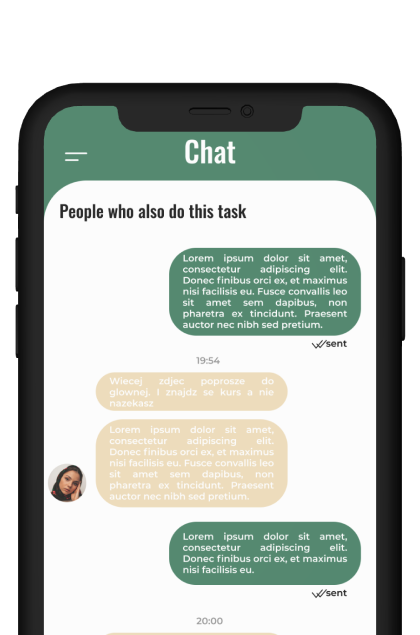 Chat
People who also do this task
Lorem ipsum dolor sit amet,
consectetur adipiscing elit.
Donec finibus orci ex, et maximus
nisi facilisis eu. Fusce convallis leo
sit amet sem dapibus, non
pharetra ex tincidunt. Praesent
auctor nec nibh sed pretium.
sent
19:54
Wiecej zdjec poprosze do
glownej. I znajdz se kurs a nie
nazekasz
Lorem ipsum dolor sit amet,
consectetur adipiscing elit.
Donec finibus orci ex, et maximus
nisi facilisis eu. Fusce convallis leo
sit amet sem dapibus, non
pharetra ex tincidunt. Praesent
auctor nec nibh sed pretium.
Lorem ipsum dolor sit amet,
consectetur adipiscing elit.
Donec finibus orci ex, et maximus
nisi facilisis eu.
sent
20:00